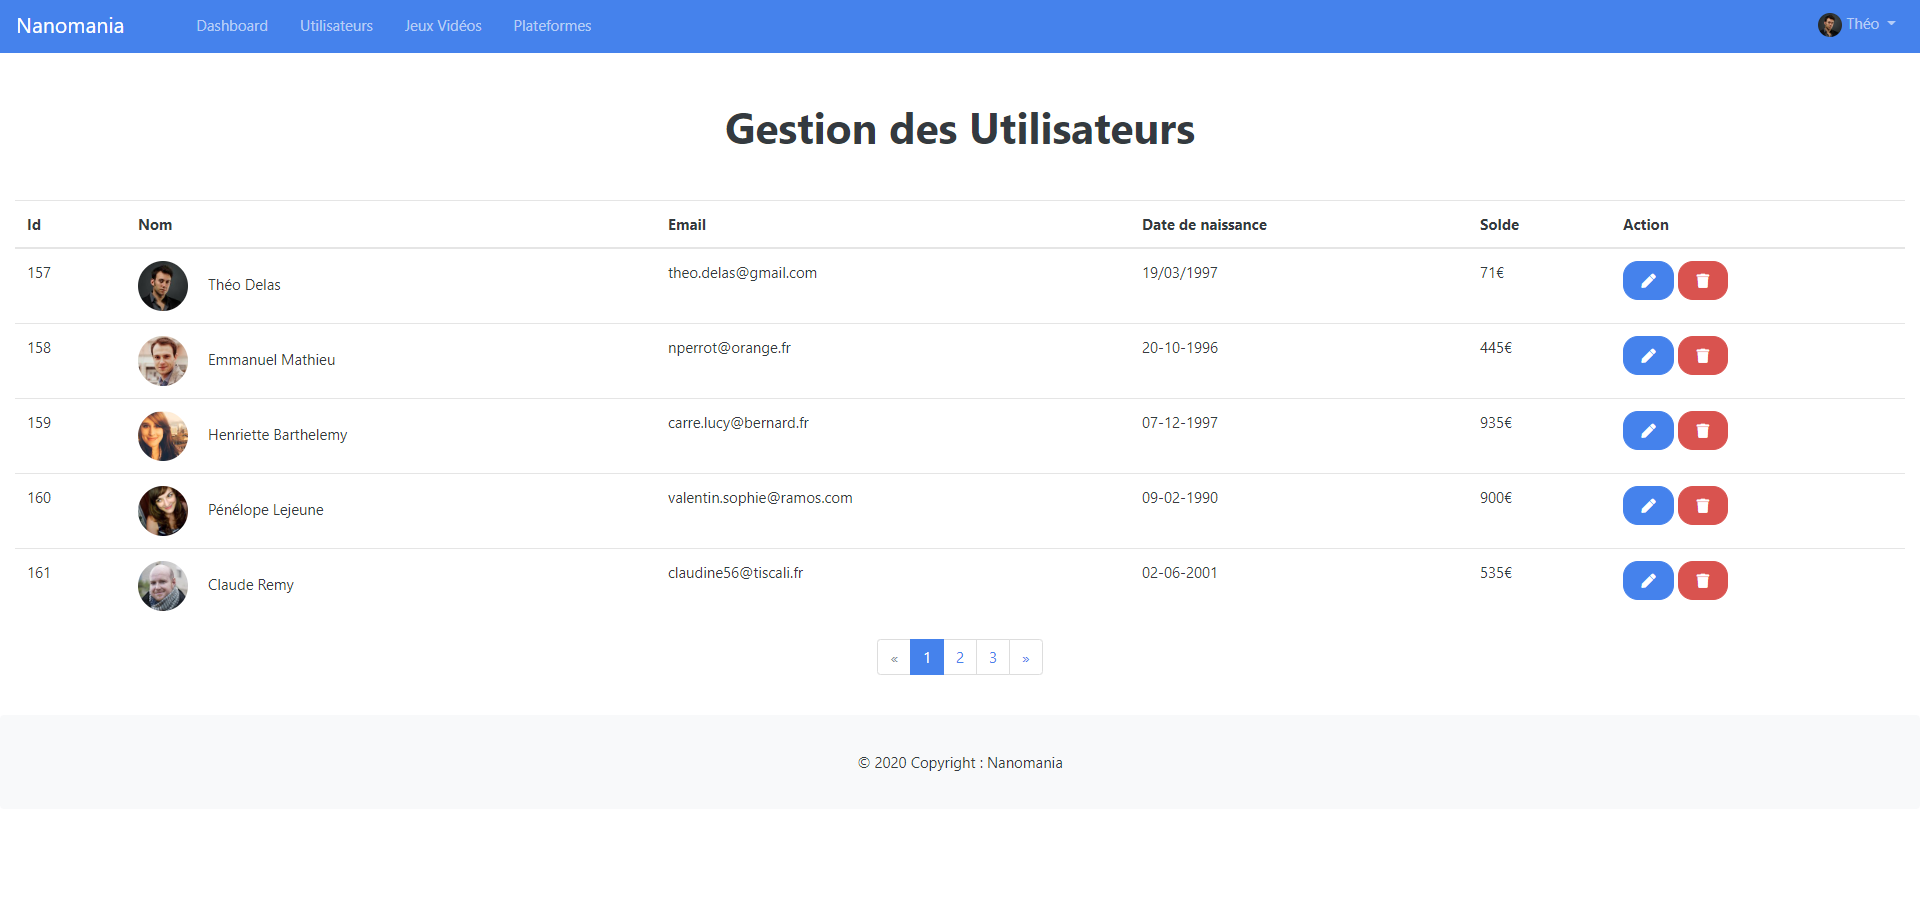 Nanomania Dashboard Utilisateurs Jeux Vidéos Plateformes Théo
Gestion des Utilisateurs
Id Nom Email Date de naissance Solde Action
157 Théo Delas theo.delas@gmail.com 19/03/1997 71€
158 Emmanuel Mathieu nperrot@orange.fr 20-10-1996 445€
159 Henriette Barthelemy carre.lucy@bernard.fr 07-12-1997 935€
160 Pénélope Lejeune valentin.sophie@ramos.com 09-02-1990 900€
161 Claude Remy claudine56@tiscali.fr 02-06-2001 535€
« 1 2 3 »
© 2020 Copyright : Nanomania